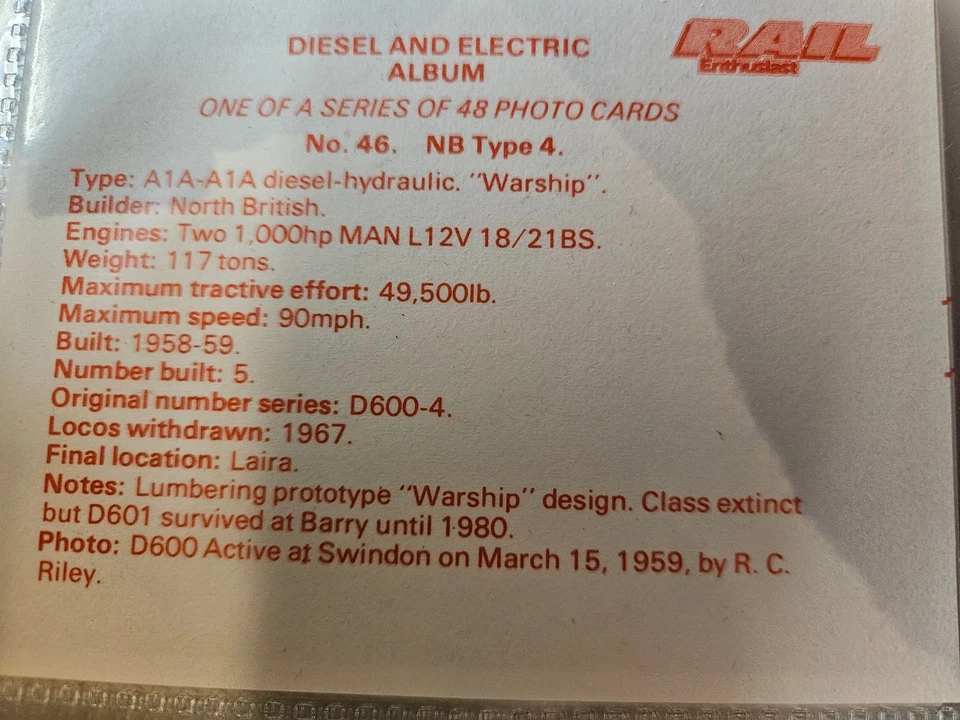 DIESEL AND ELECTRIC
ALBUM
RAIL
Enthusiast
ONE OF A SERIES OF 48 PHOTO CARDS
No. 46. NB Type 4.
Type: A1A-A1A diesel-hydraulic. "Warship".
Builder: North British.
Engines: Two 1,000hp MAN L12V 18/21BS.
Weight: 117 tons.
Maximum tractive effort: 49,500lb.
Maximum speed: 90mph.
Built: 1958-59.
Number built: 5.
Original number series: D600-4.
Locos withdrawn: 1967.
Final location: Laira.
Notes: Lumbering prototype "Warship" design. Class extinct
but D601 survived at Barry until 1980.
Photo: D600 Active at Swindon on March 15, 1959, by R. C.
Riley.